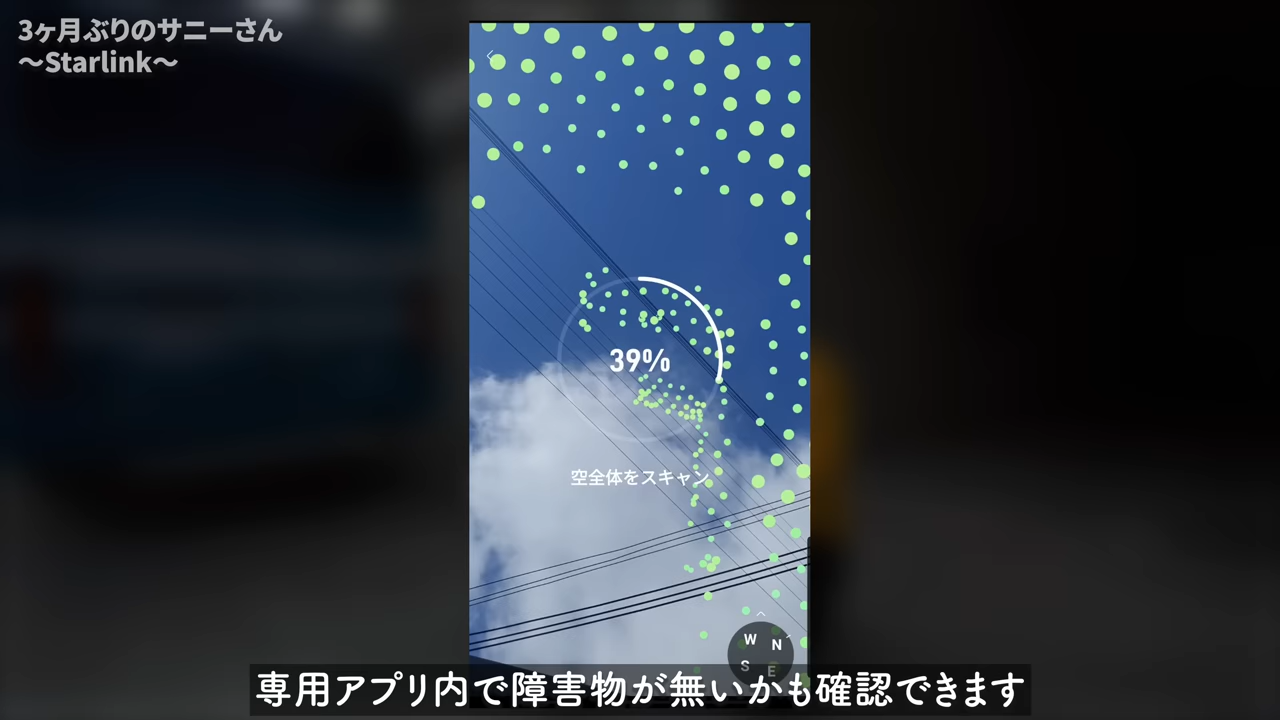 3ヶ月ぶりのサニーさん
〜Starlink〜
39%
空全体をスキャン
W N
S E
専用アプリ内で障害物が無いかも確認できます